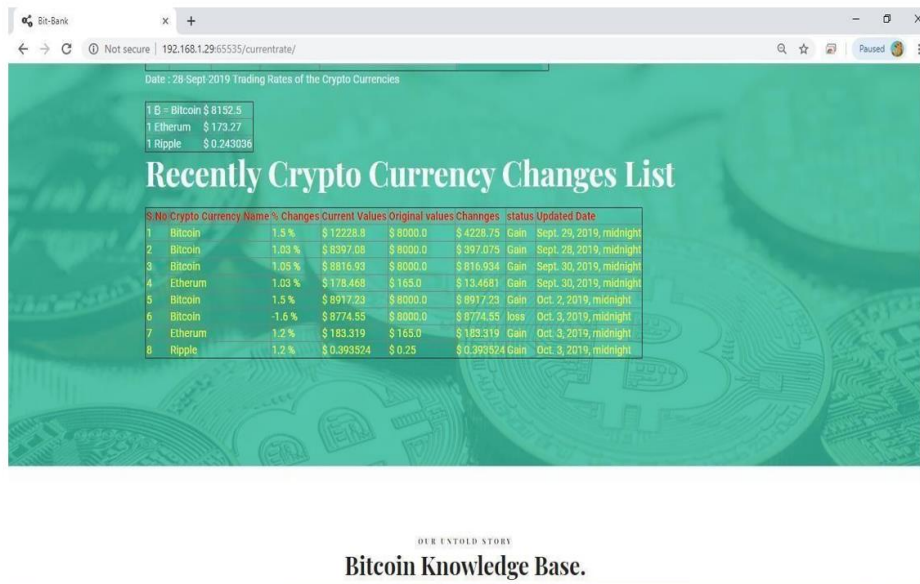 Bit-Bank
Not secure | 192.168.1.29:65535/currentrate/
Paused
Date : 28-Sept-2019 Trading Rates of the Crypto Currencies
1 ₿ = Bitcoin $ 8152.5
1 Etherum $ 173.27
1 Ripple $ 0.243036
Recently Crypto Currency Changes List
S.No Crypto Currency Name % Changes Current Values Original values Channges status Updated Date
1 Bitcoin 1.5 % $ 12228.8 $ 8000.0 $ 4228.75 Gain Sept. 29, 2019, midnight
2 Bitcoin 1.03 % $ 8397.08 $ 8000.0 $ 397.075 Gain Sept. 28, 2019, midnight
3 Bitcoin 1.05 % $ 8816.93 $ 8000.0 $ 816.934 Gain Sept. 30, 2019, midnight
4 Etherum 1.03 % $ 178.468 $ 165.0 $ 13.4681 Gain Sept. 30, 2019, midnight
5 Bitcoin 1.5 % $ 8917.23 $ 8000.0 $ 8917.23 Gain Oct. 2, 2019, midnight
6 Bitcoin -1.6 % $ 8774.55 $ 8000.0 $ 8774.55 loss Oct. 3, 2019, midnight
7 Etherum 1.2 % $ 183.319 $ 165.0 $ 183.319 Gain Oct. 3, 2019, midnight
8 Ripple 1.2 % $ 0.393524 $ 0.25 $ 0.393524 Gain Oct. 3, 2019, midnight
OUR UNTOLD STORY
Bitcoin Knowledge Base.